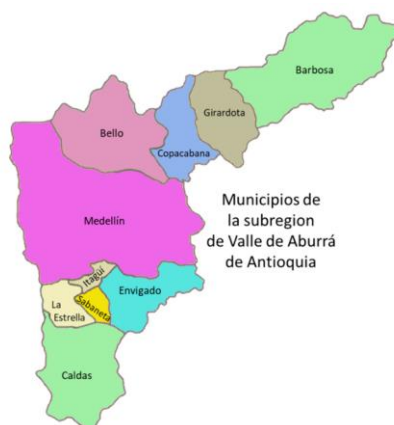 Barbosa
Girardota
Bello
Copacabana
Municipios de
la subregion
de Valle de Aburrá
de Antioquia
Medellín
Itagüí
Envigado
La
Estrella
Sabaneta
Caldas